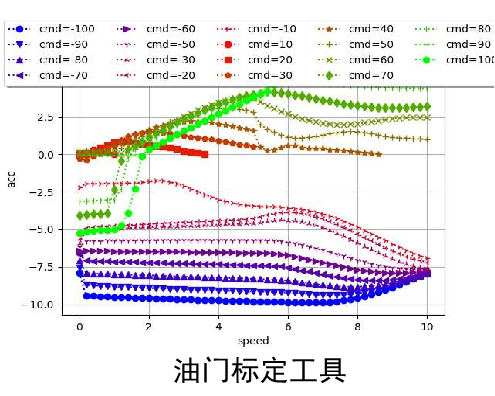 cmd=-100 cmd=-60 cmd=-10 cmd=40 cmd=80
cmd=-90 cmd=-50 cmd=10 cmd=50 cmd=90
cmd=-80 cmd=-30 cmd=20 cmd=60 cmd=100
cmd=-70 cmd=-20 cmd=30 cmd=70
2.5
0.0
−2.5
−5.0
−7.5
−10.0
acc
0 2 4 6 8 10
speed
油门标定工具